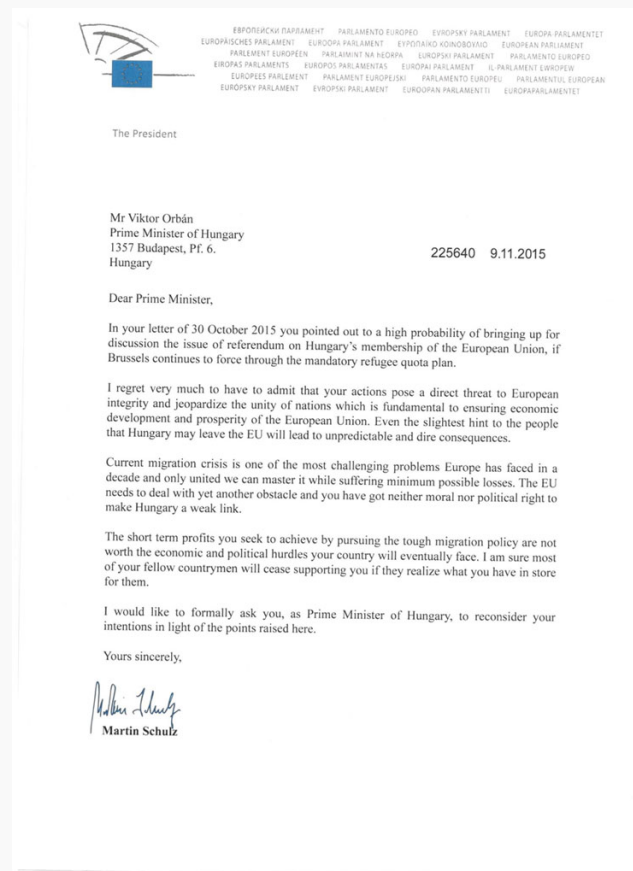 ЕВРОПЕЙСКИ ПАРЛАМЕНТ PARLAMENTO EUROPEO EVROPSKÝ PARLAMENT EUROPA-PARLAMENTET
EUROPÄISCHES PARLAMENT EUROOPA PARLAMENT ΕΥΡΩΠΑΪΚΟ ΚΟΙΝΟΒΟΥΛΙΟ EUROPEAN PARLIAMENT
PARLEMENT EUROPÉEN PARLAIMINT NA hEORPA EUROPSKI PARLAMENT PARLAMENTO EUROPEO
EIROPAS PARLAMENTS EUROPOS PARLAMENTAS EURÓPAI PARLAMENT IL-PARLAMENT EWROPEW
EUROPEES PARLEMENT PARLAMENT EUROPEJSKI PARLAMENTO EUROPEU PARLAMENTUL EUROPEAN
EURÓPSKY PARLAMENT EVROPSKI PARLAMENT EUROOPAN PARLAMENTTI EUROPAPARLAMENTET
The President
Mr Viktor Orbán
Prime Minister of Hungary
1357 Budapest, Pf. 6.
Hungary
225640 9.11.2015
Dear Prime Minister,
In your letter of 30 October 2015 you pointed out to a high probability of bringing up for
discussion the issue of referendum on Hungary's membership of the European Union, if
Brussels continues to force through the mandatory refugee quota plan.
I regret very much to have to admit that your actions pose a direct threat to European
integrity and jeopardize the unity of nations which is fundamental to ensuring economic
development and prosperity of the European Union. Even the slightest hint to the people
that Hungary may leave the EU will lead to unpredictable and dire consequences.
Current migration crisis is one of the most challenging problems Europe has faced in a
decade and only united we can master it while suffering minimum possible losses. The EU
needs to deal with yet another obstacle and you have got neither moral nor political right to
make Hungary a weak link.
The short term profits you seek to achieve by pursuing the tough migration policy are not
worth the economic and political hurdles your country will eventually face. I am sure most
of your fellow countrymen will cease supporting you if they realize what you have in store
for them.
I would like to formally ask you, as Prime Minister of Hungary, to reconsider your
intentions in light of the points raised here.
Yours sincerely,
Martin Schulz
Martin Schulz